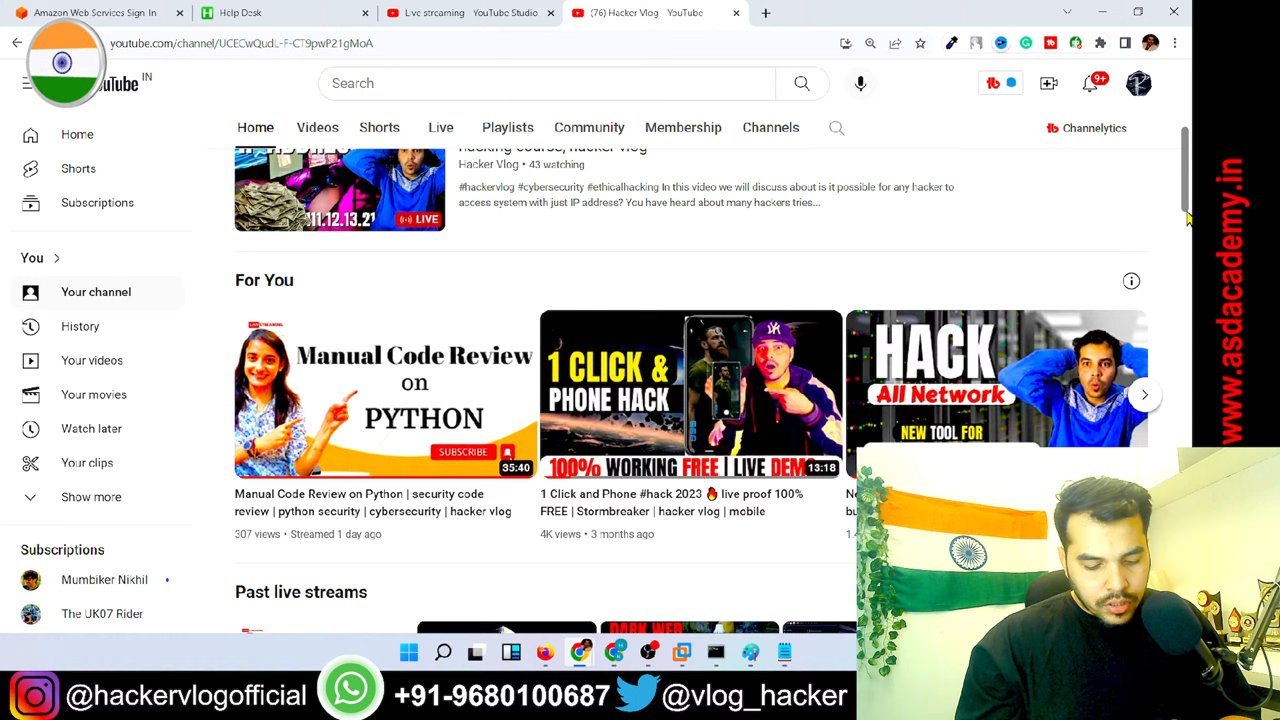 Amazon Web Services Sign In
Help Desk
Live streaming - YouTube Studio
(76) Hacker Vlog - YouTube
youtube.com/channel/UCECwQudL-F-CT9pwR21gMoA
uTube IN
Search
9+
Home
Videos
Shorts
Live
Playlists
Community
Membership
Channels
Channelytics
Home
Shorts
Subscriptions
You
Your channel
History
Your videos
Your movies
Watch later
Your clips
Show more
Subscriptions
Mumbiker Nikhil
The UK07 Rider
hacking course, hacker vlog
Hacker Vlog • 43 watching
#hackervlog #cybersecurity #ethicalhacking In this video we will discuss about is it possible for any hacker to
access system with just IP address? You have heard about many hackers tries...
111.12.13.21
LIVE
For You
Manual Code Review
on
PYTHON
SUBSCRIBE
35:40
Manual Code Review on Python | security code
review | python security | cybersecurity | hacker vlog
307 views • Streamed 1 day ago
1 CLICK &
PHONE HACK
100% WORKING FREE | LIVE DEM
13:18
1 Click and Phone #hack 2023 🔥 live proof 100%
FREE | Stormbreaker | hacker vlog | mobile
4K views • 3 months ago
HACK
All Network
NEW TOOL FOR
Past live streams
DARK WEB
www.asdacademy.in
@hackervlogofficial
+91-9680100687
@vlog_hacker